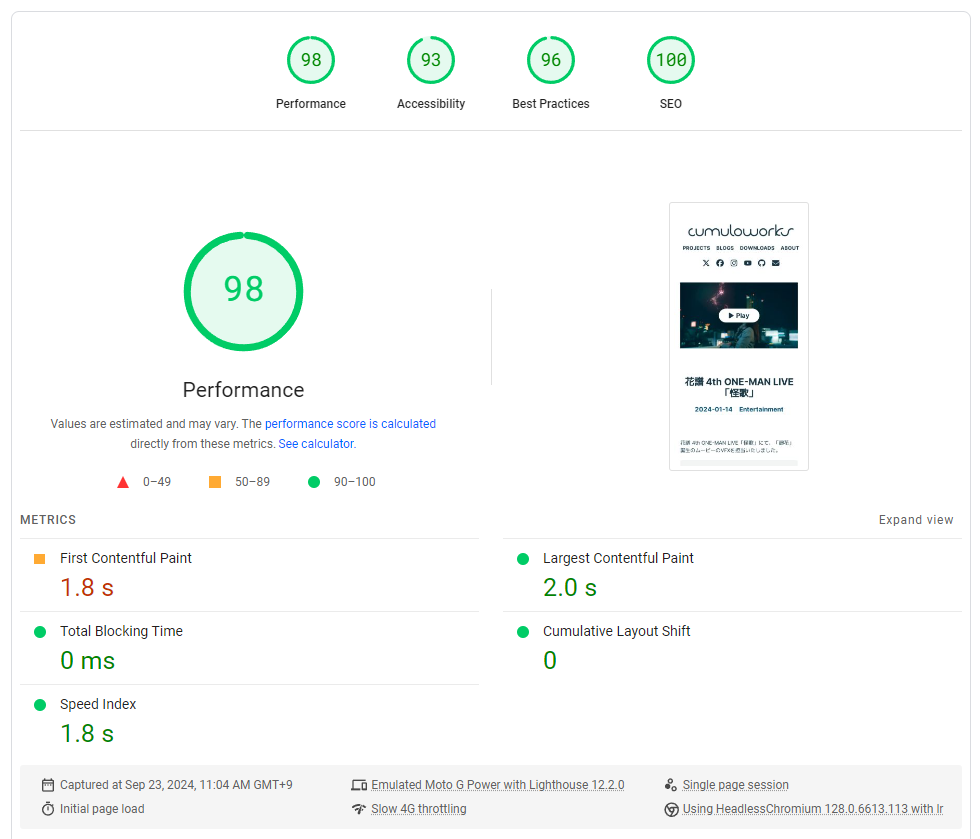 98
93
96
100
Performance
Accessibility
Best Practices
SEO
98
Performance
Values are estimated and may vary. The performance score is calculated
directly from these metrics. See calculator.
0–49
50–89
90–100
cumuloworks
PROJECTS BLOGS DOWNLOADS ABOUT
Play
花譜 4th ONE-MAN LIVE
「怪歌」
2024-01-14 Entertainment
花譜 4th ONE-MAN LIVE「怪歌」にて、「
誕生のムービーのVFXを担当いたしました。
METRICS
Expand view
First Contentful Paint
1.8 s
Largest Contentful Paint
2.0 s
Total Blocking Time
0 ms
Cumulative Layout Shift
0
Speed Index
1.8 s
Captured at Sep 23, 2024, 11:04 AM GMT+9
Emulated Moto G Power with Lighthouse 12.2.0
Single page session
Initial page load
Slow 4G throttling
Using HeadlessChromium 128.0.6613.113 with lr